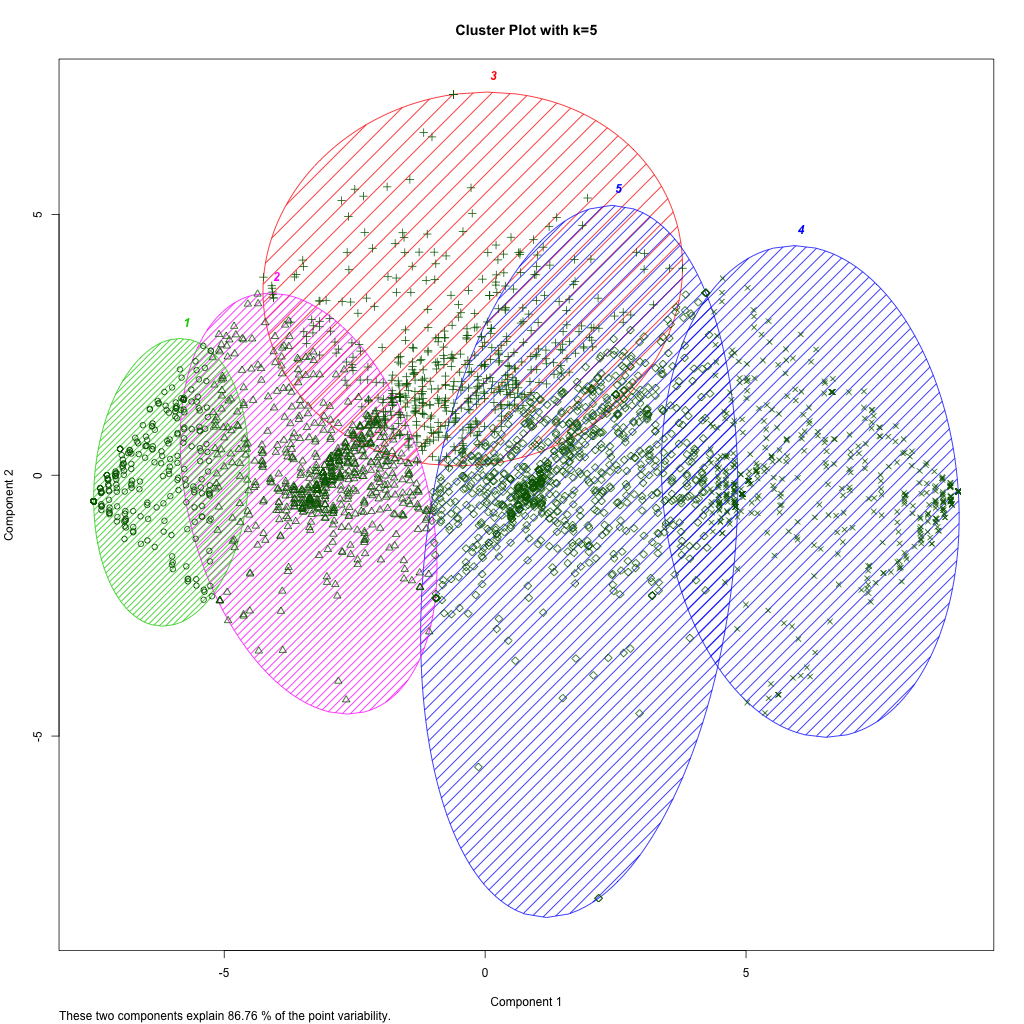 Cluster Plot with k=5
3
5
4
2
1
5
0
-5
Component 2
-5
0
5
Component 1
These two components explain 86.76 % of the point variability.